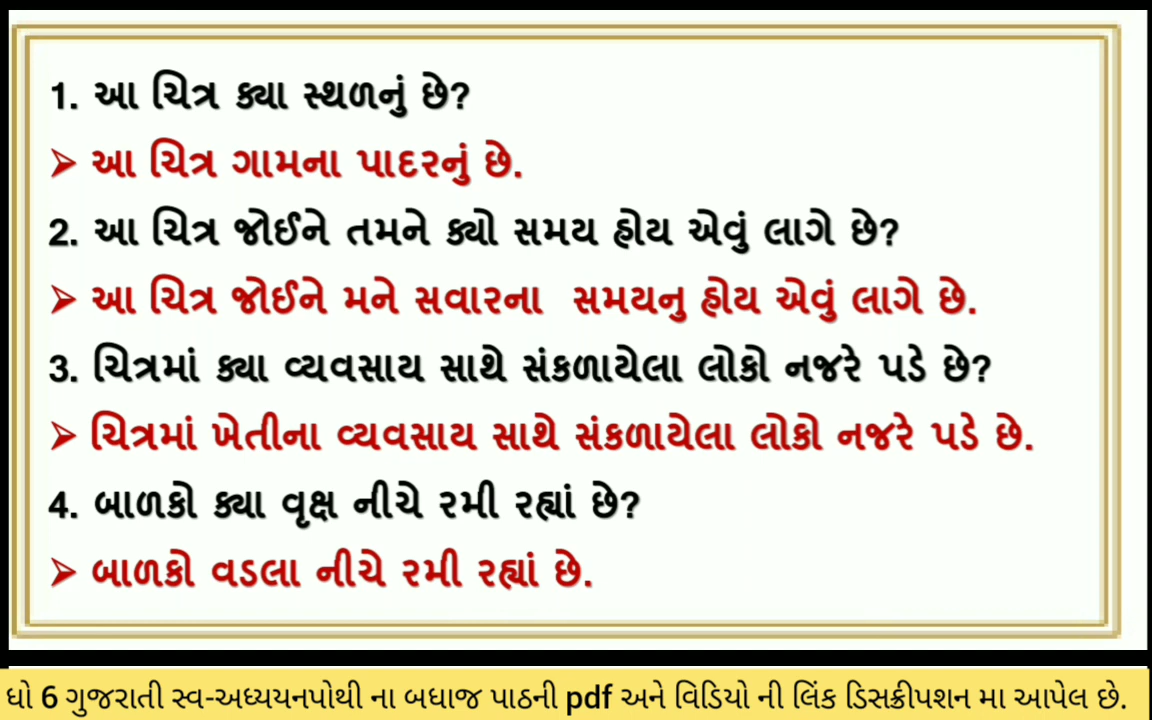 1. આ ચિત્ર ક્યા સ્થળનું છે?
➢ આ ચિત્ર ગામના પાદરનું છે.
2. આ ચિત્ર જોઈને તમને ક્યો સમય હોય એવું લાગે છે?
➢ આ ચિત્ર જોઈને મને સવારના સમયનુ હોય એવું લાગે છે.
3. ચિત્રમાં ક્યા વ્યવસાય સાથે સંકળાયેલા લોકો નજરે પડે છે?
➢ ચિત્રમાં ખેતીના વ્યવસાય સાથે સંકળાયેલા લોકો નજરે પડે છે.
4. બાળકો ક્યા વૃક્ષ નીચે રમી રહ્યાં છે?
➢ બાળકો વડલા નીચે રમી રહ્યાં છે.
ધો 6 ગુજરાતી સ્વ-અધ્યયનપોથી ના બધાજ પાઠની pdf અને વિડિયો ની લિંક ડિસક્રીપશન મા આપેલ છે.